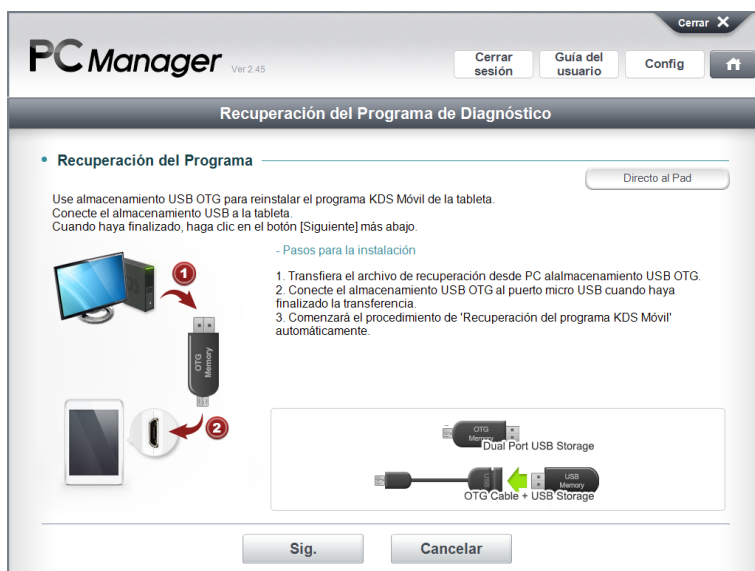 Cerrar X
PC Manager Ver 2.45
Cerrar sesión
Guía del usuario
Config
Recuperación del Programa de Diagnóstico
• Recuperación del Programa
Directo al Pad
Use almacenamiento USB OTG para reinstalar el programa KDS Móvil de la tableta.
Conecte el almacenamiento USB a la tableta.
Cuando haya finalizado, haga clic en el botón [Siguiente] más abajo.
- Pasos para la instalación
1. Transfiera el archivo de recuperación desde PC alalmacenamiento USB OTG.
2. Conecte el almacenamiento USB OTG al puerto micro USB cuando haya
finalizado la transferencia.
3. Comenzará el procedimiento de 'Recuperación del programa KDS Móvil'
automáticamente.
1
OTG
Memory
2
OTG
Memory
Dual Port USB Storage
USB
USB
Memory
OTG Cable + USB Storage
Sig.
Cancelar